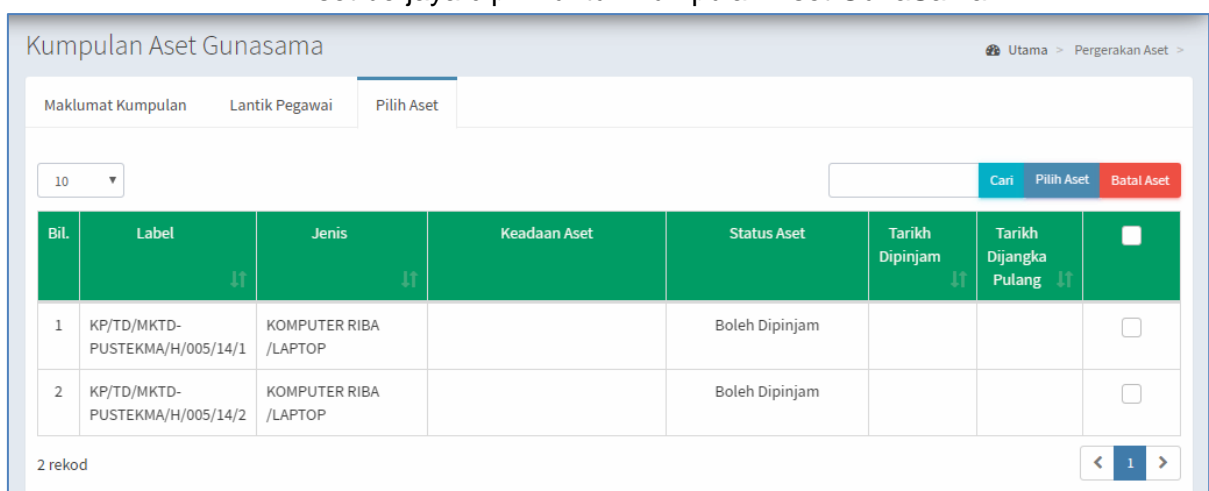 Kumpulan Aset Gunasama
Utama > Pergerakan Aset >
Maklumat Kumpulan Lantik Pegawai Pilih Aset
10 Cari Pilih Aset Batal Aset
Bil. Label Jenis Keadaan Aset Status Aset Tarikh Dipinjam Tarikh Dijangka Pulang
1 KP/TD/MKTD- KOMPUTER RIBA Boleh Dipinjam
PUSTEKMA/H/005/14/1 /LAPTOP
2 KP/TD/MKTD- KOMPUTER RIBA Boleh Dipinjam
PUSTEKMA/H/005/14/2 /LAPTOP
2 rekod < 1 >